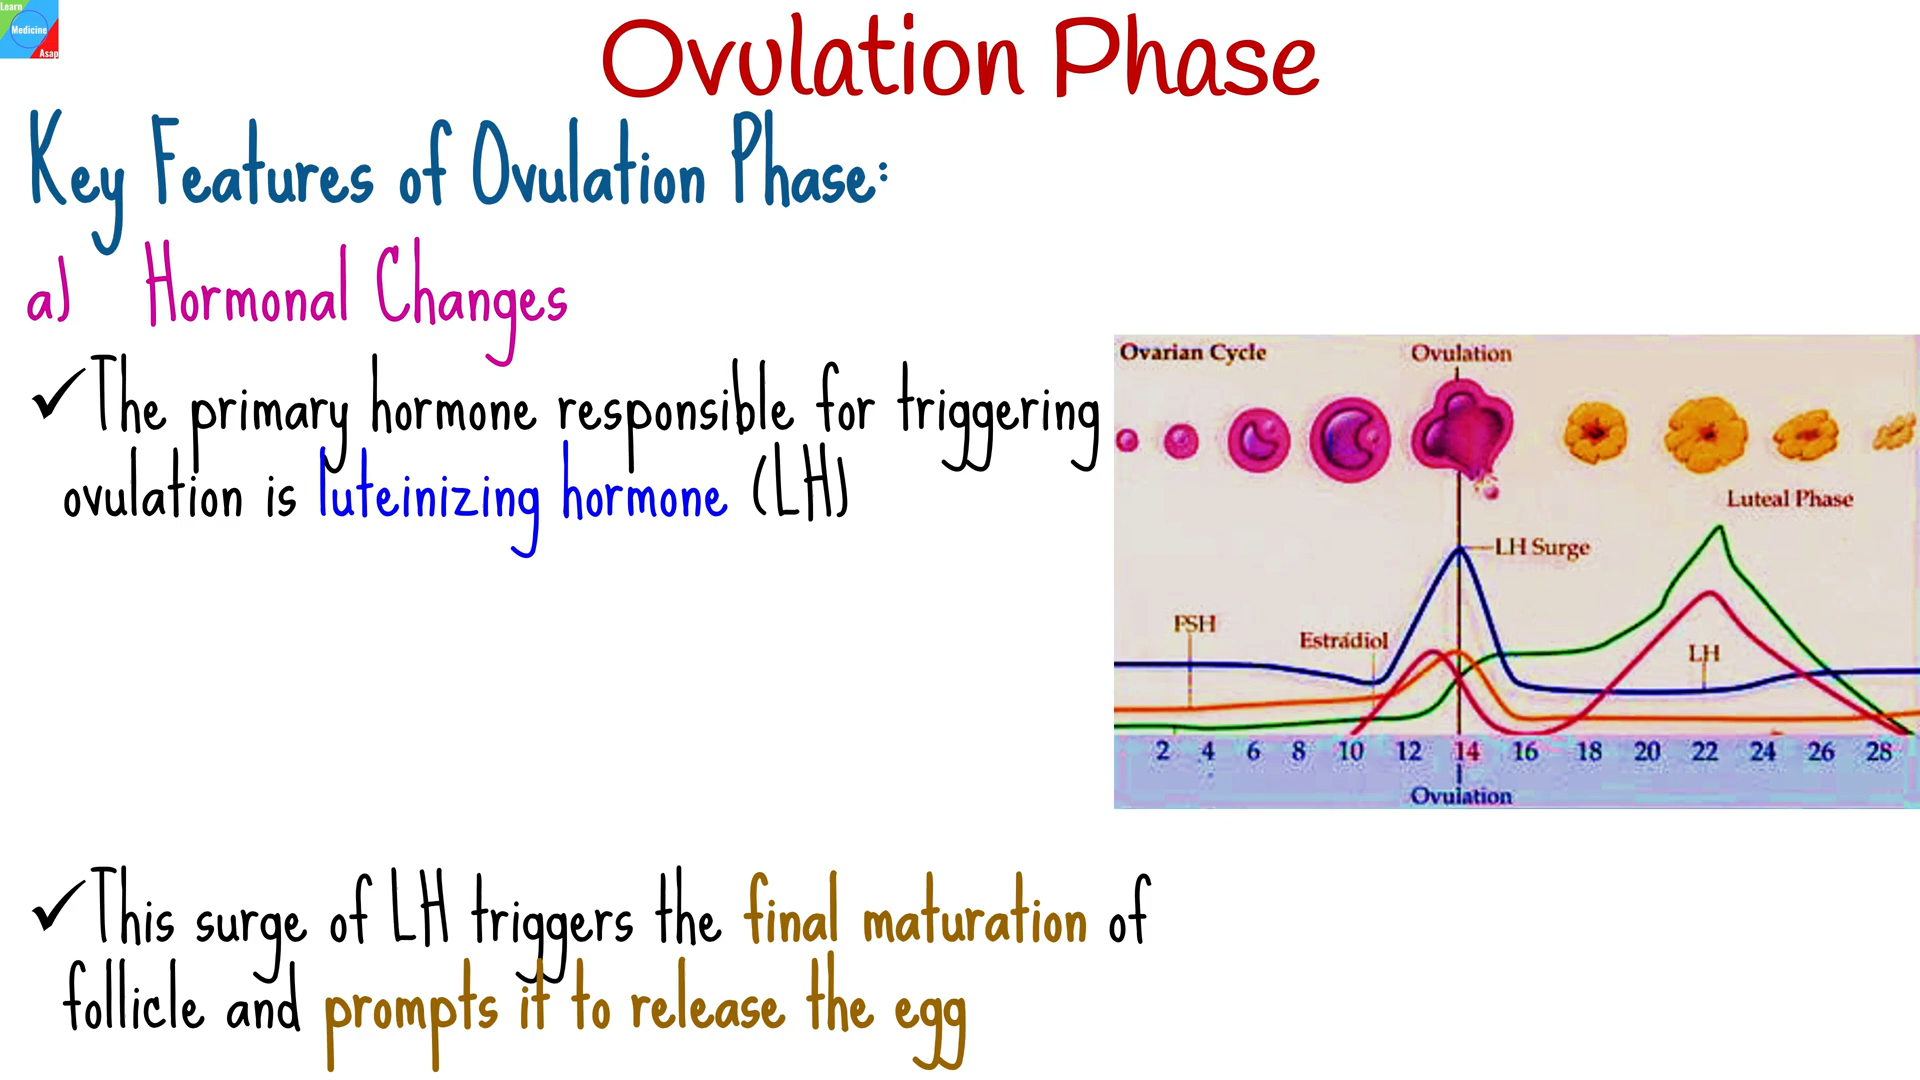 Learn
Medicine
Asap
Ovulation Phase
Key Features of Ovulation Phase:
a) Hormonal Changes
✓The primary hormone responsible for triggering
ovulation is luteinizing hormone (LH)
Ovarian Cycle
Ovulation
Luteal Phase
LH Surge
FSH
Estradiol
LH
2 4 6 8 10 12 14 16 18 20 22 24 26 28
Ovulation
✓This surge of LH triggers the final maturation of
follicle and prompts it to release the egg